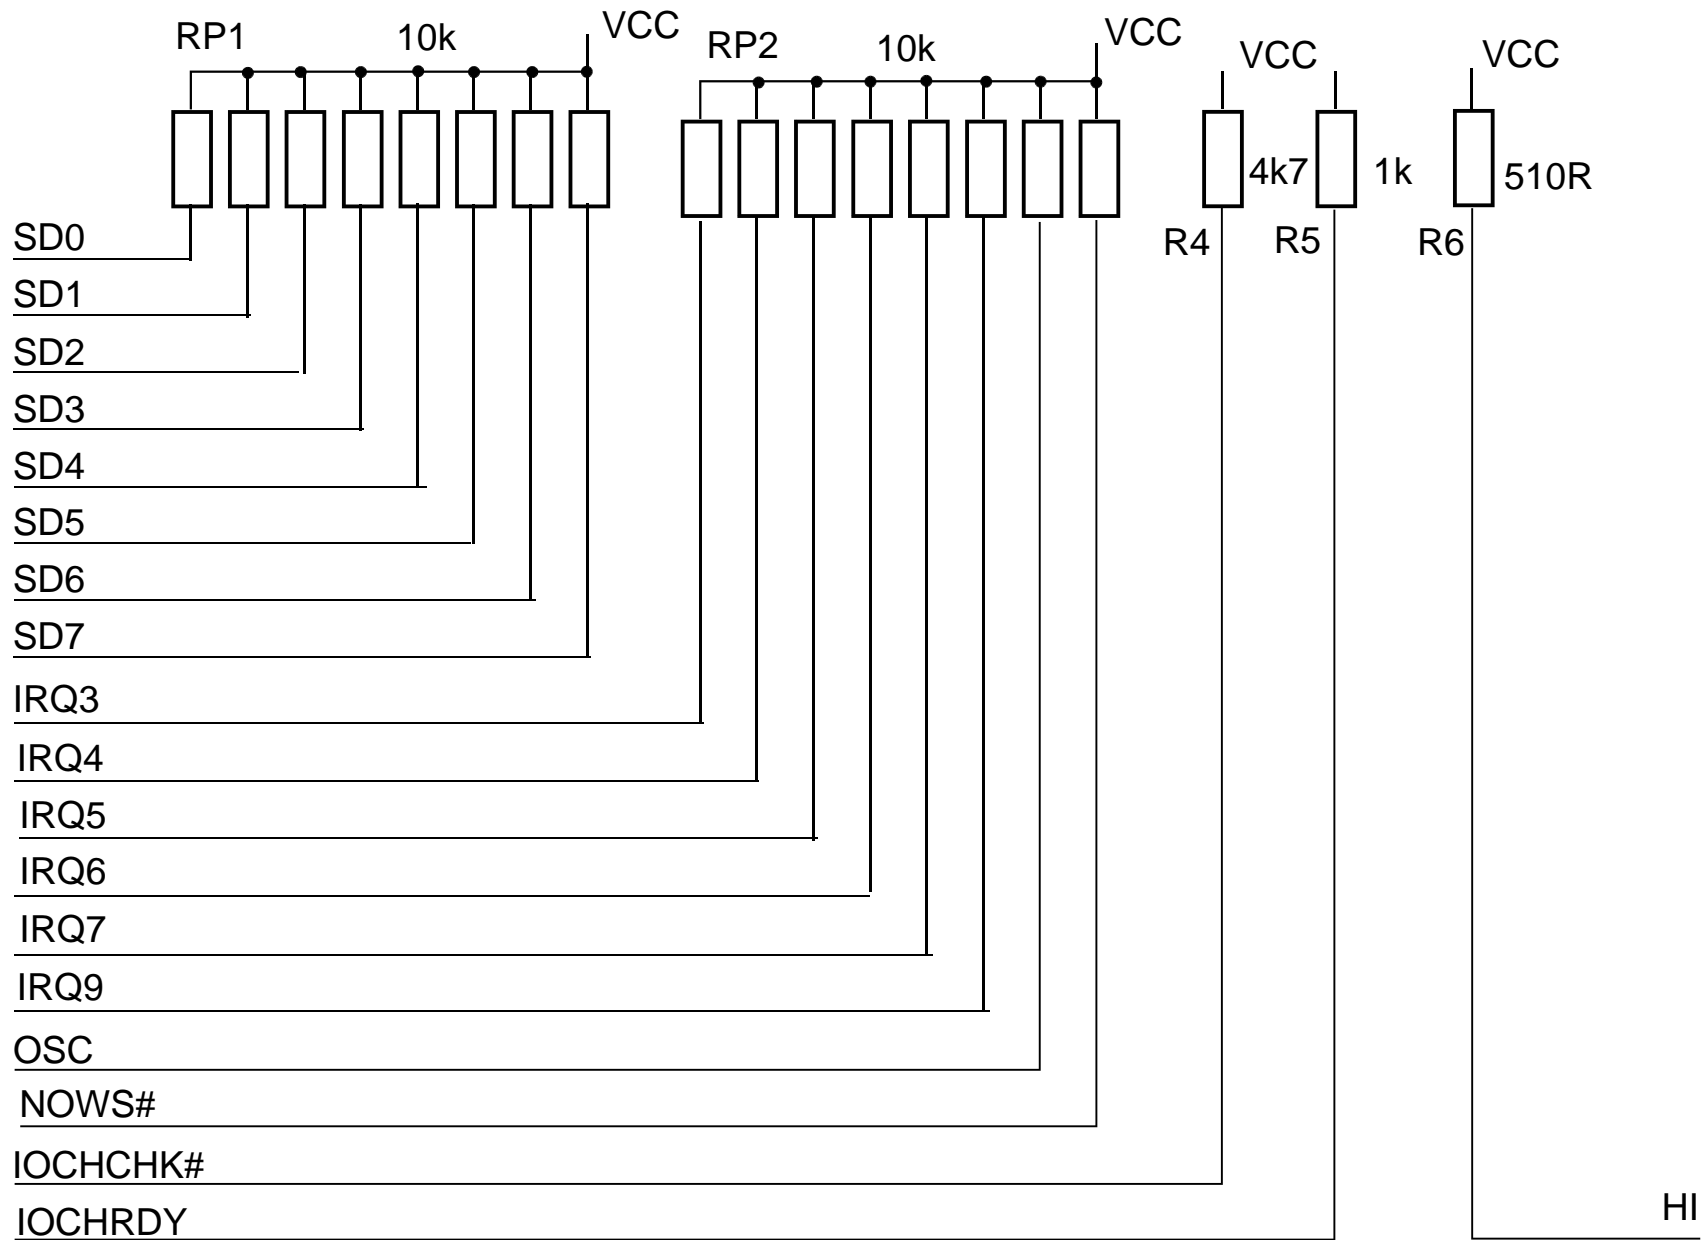 RP1 10k VCC RP2 10k VCC VCC VCC
4k7 1k 510R
R4 R5 R6
SD0
SD1
SD2
SD3
SD4
SD5
SD6
SD7
IRQ3
IRQ4
IRQ5
IRQ6
IRQ7
IRQ9
OSC
NOWS#
IOCHCHK#
IOCHRDY HI